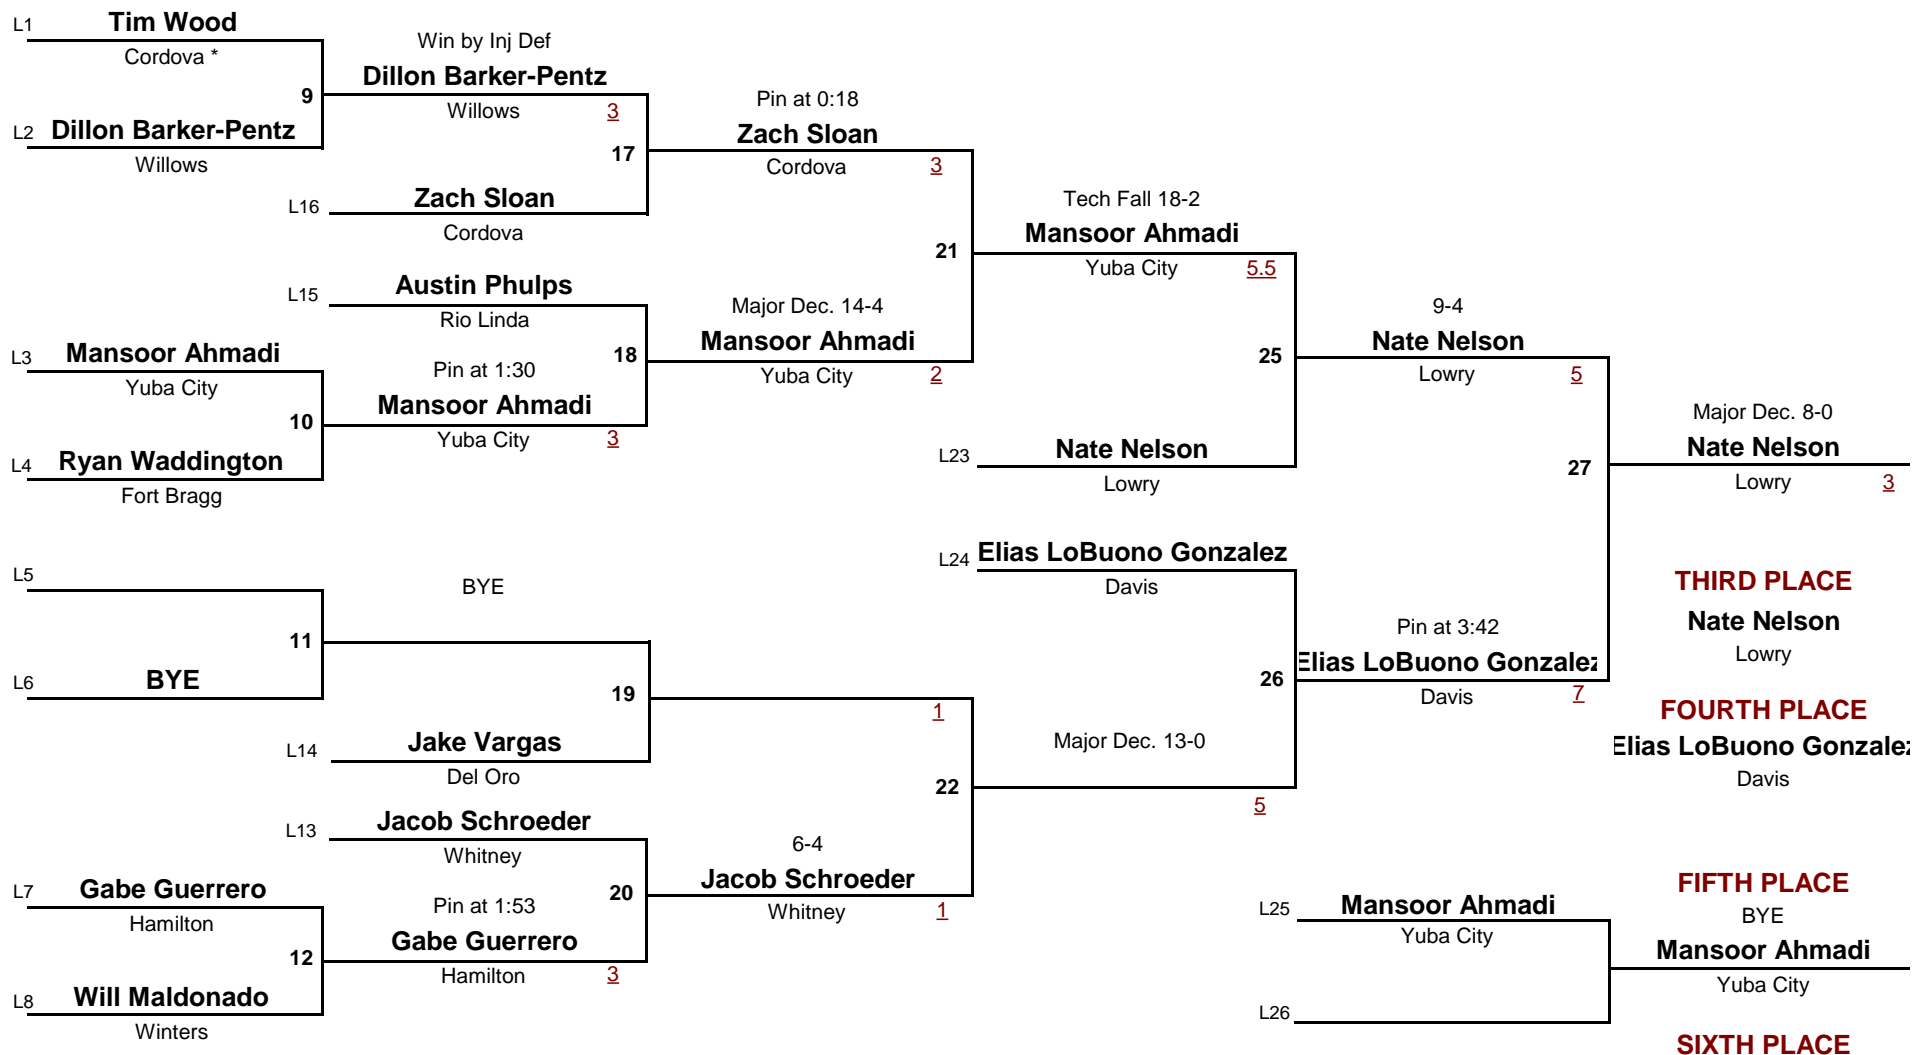 L1 Tim Wood
Cordova *
9
L2 Dillon Barker-Pentz
Willows
Win by Inj Def
Dillon Barker-Pentz
Willows 3
17
L16 Zach Sloan
Cordova
Pin at 0:18
Zach Sloan
Cordova 3
21
L15 Austin Phulps
Rio Linda
18
L3 Mansoor Ahmadi
Yuba City
10
L4 Ryan Waddington
Fort Bragg
Pin at 1:30
Mansoor Ahmadi
Yuba City 3
Major Dec. 14-4
Mansoor Ahmadi
Yuba City 2
Tech Fall 18-2
Mansoor Ahmadi
Yuba City 5.5
25
L23 Nate Nelson
Lowry
9-4
Nate Nelson
Lowry 5
27
Major Dec. 8-0
Nate Nelson
Lowry 3
L5
11
L6 BYE
BYE
19
L14 Jake Vargas
Del Oro
1
22
L13 Jacob Schroeder
Whitney
20
L7 Gabe Guerrero
Hamilton
12
L8 Will Maldonado
Winters
Pin at 1:53
Gabe Guerrero
Hamilton 3
6-4
Jacob Schroeder
Whitney 1
L24 Elias LoBuono Gonzalez
Davis
26
Major Dec. 13-0
5
Pin at 3:42
Elias LoBuono Gonzalez
Davis 7
THIRD PLACE
Nate Nelson
Lowry
FOURTH PLACE
Elias LoBuono Gonzalez
Davis
L25 Mansoor Ahmadi
Yuba City
L26
FIFTH PLACE
BYE
Mansoor Ahmadi
Yuba City
SIXTH PLACE